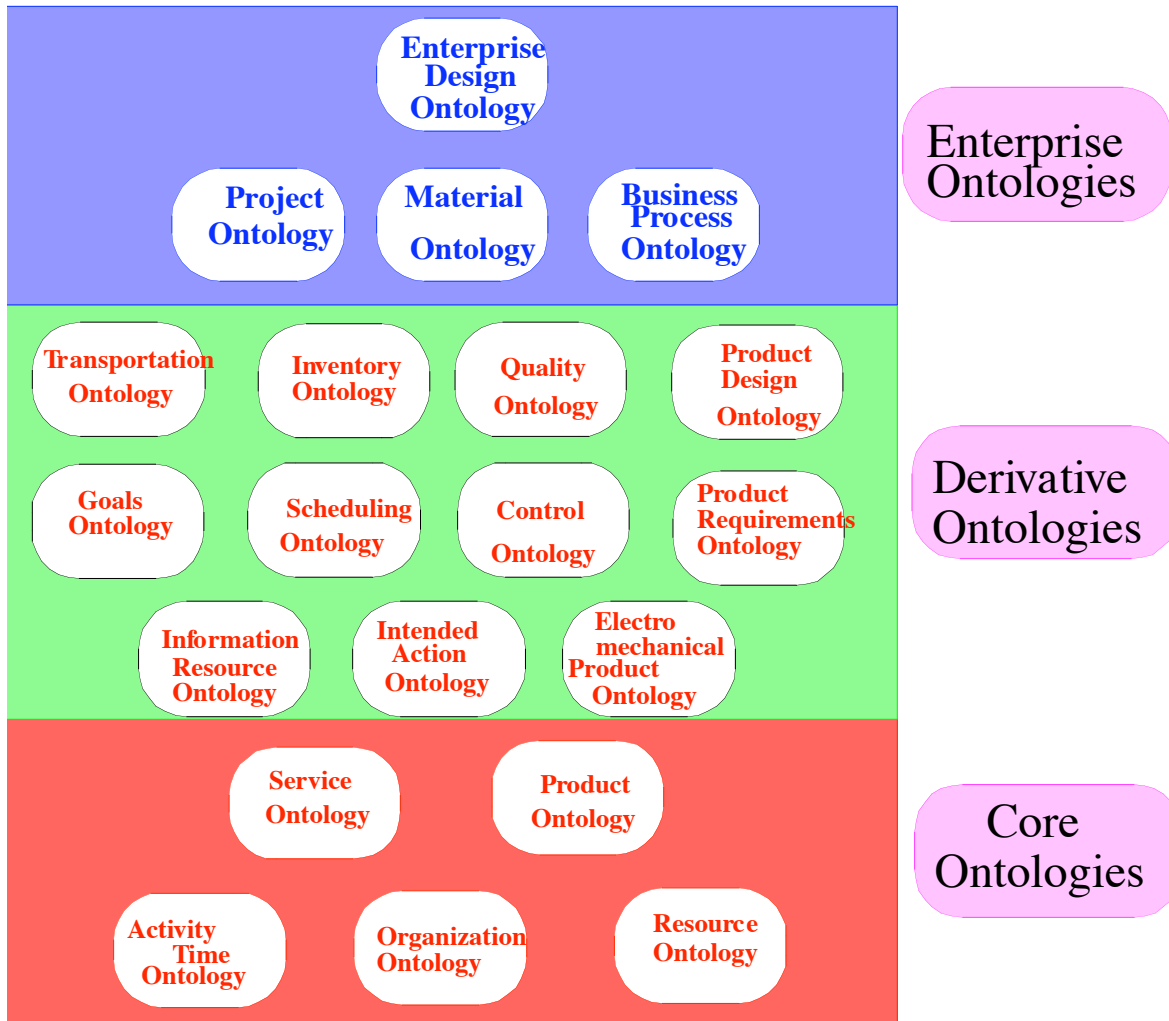 Enterprise
Design
Ontology
Project
Ontology
Material
Ontology
Business
Process
Ontology
Enterprise
Ontologies
Transportation
Ontology
Inventory
Ontology
Quality
Ontology
Product
Design
Ontology
Goals
Ontology
Scheduling
Ontology
Control
Ontology
Product
Requirements
Ontology
Derivative
Ontologies
Information
Resource
Ontology
Intended
Action
Ontology
Electro
mechanical
Product
Ontology
Service
Ontology
Product
Ontology
Core
Ontologies
Activity
Time
Ontology
Organization
Ontology
Resource
Ontology